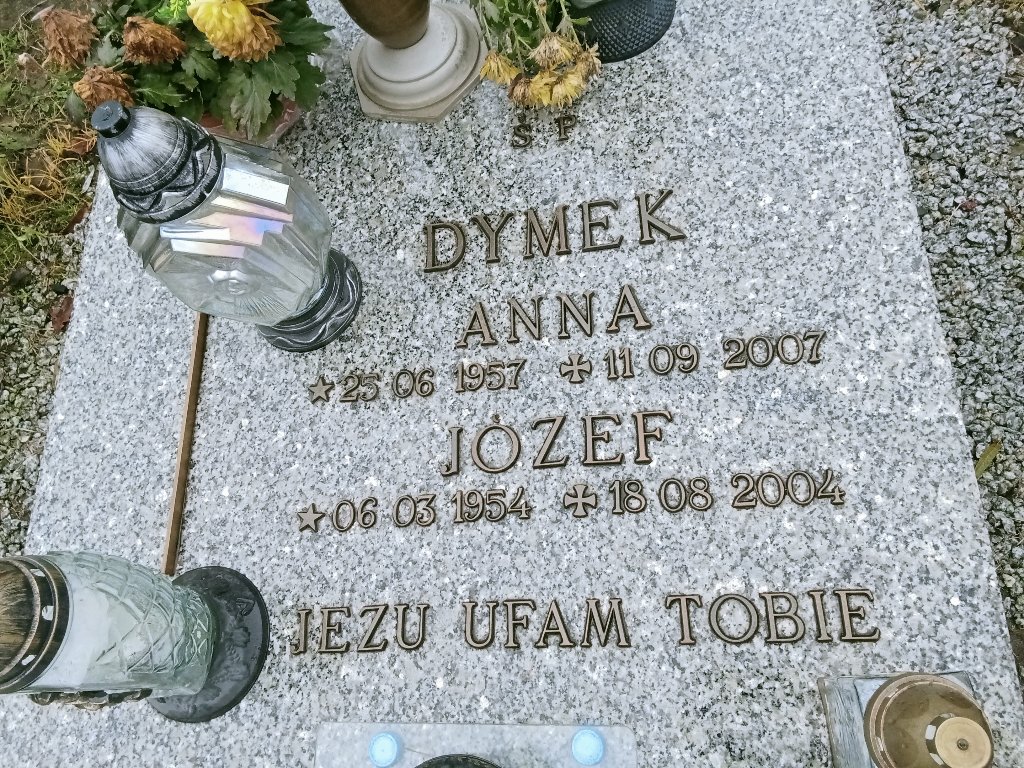 Ś P
DYMEK
ANNA
25 06 1957 11 09 2007
JÓZEF
06 03 1954 18 08 2004
JEZU UFAM TOBIE